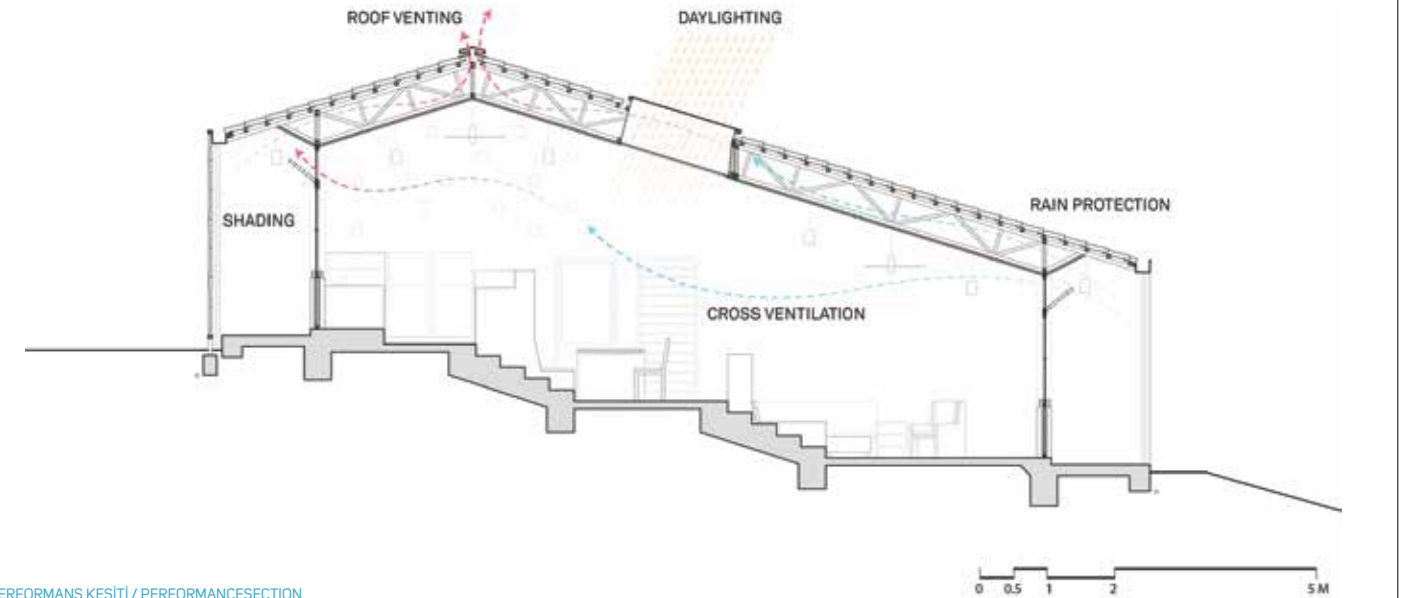 ROOF VENTING
DAYLIGHTING
SHADING
RAIN PROTECTION
CROSS VENTILATION
0 0.5 1 2 5 M
ERFORMANS KESİTİ / PERFORMANCESECTION